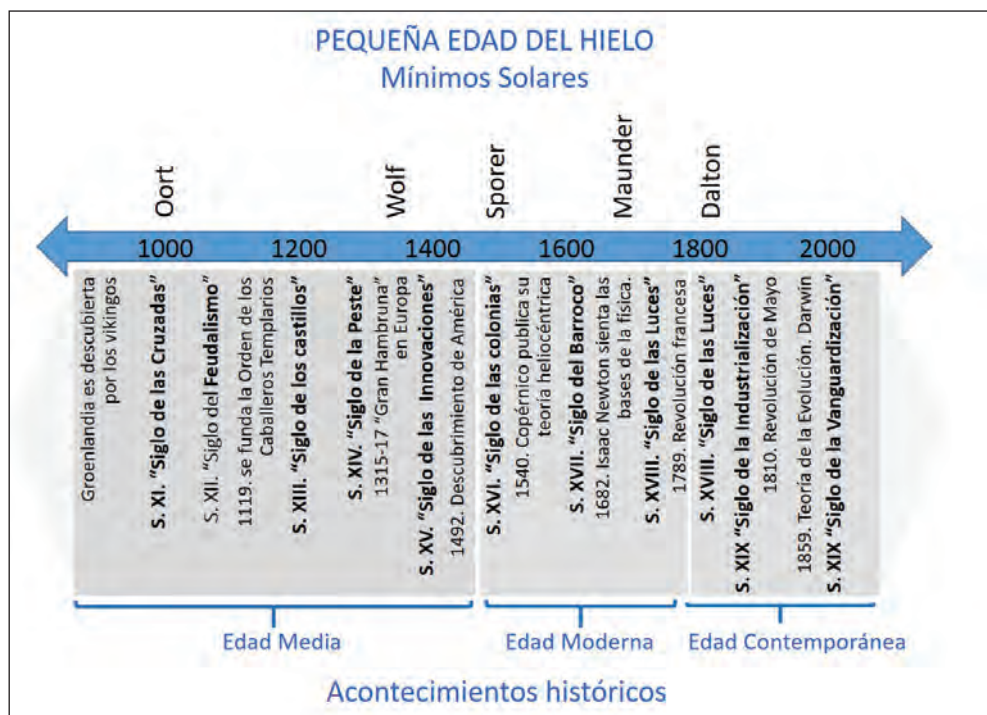 PEQUEÑA EDAD DEL HIELO
Mínimos Solares
Oort
Wolf
Sporer
Maunder
Dalton
1000
1200
1400
1600
1800
2000
Groenlandia es descubierta
por los vikingos
S. XI. "Siglo de las Cruzadas"
S. XII. "Siglo del Feudalismo"
1119. se funda la Orden de los
Caballeros Templarios
S. XIII. "Siglo de los castillos"
S. XIV. "Siglo de la Peste"
1315-17 "Gran Hambruna"
en Europa
S. XV. "Siglo de las Innovaciones"
1492. Descubrimiento de América
S. XVI. "Siglo de las colonias"
1540. Copérnico publica su
teoría heliocéntrica
S. XVII. "Siglo del Barroco"
1682. Isaac Newton sienta las
bases de la física.
S. XVIII. "Siglo de las Luces"
1789. Revolución francesa
S. XVIII. "Siglo de las Luces"
S. XIX "Siglo de la Industrialización"
1810. Revolución de Mayo
1859. Teoría de la Evolución. Darwin
S. XIX "Siglo de la Vanguardización"
Edad Media
Edad Moderna
Edad Contemporánea
Acontecimientos históricos